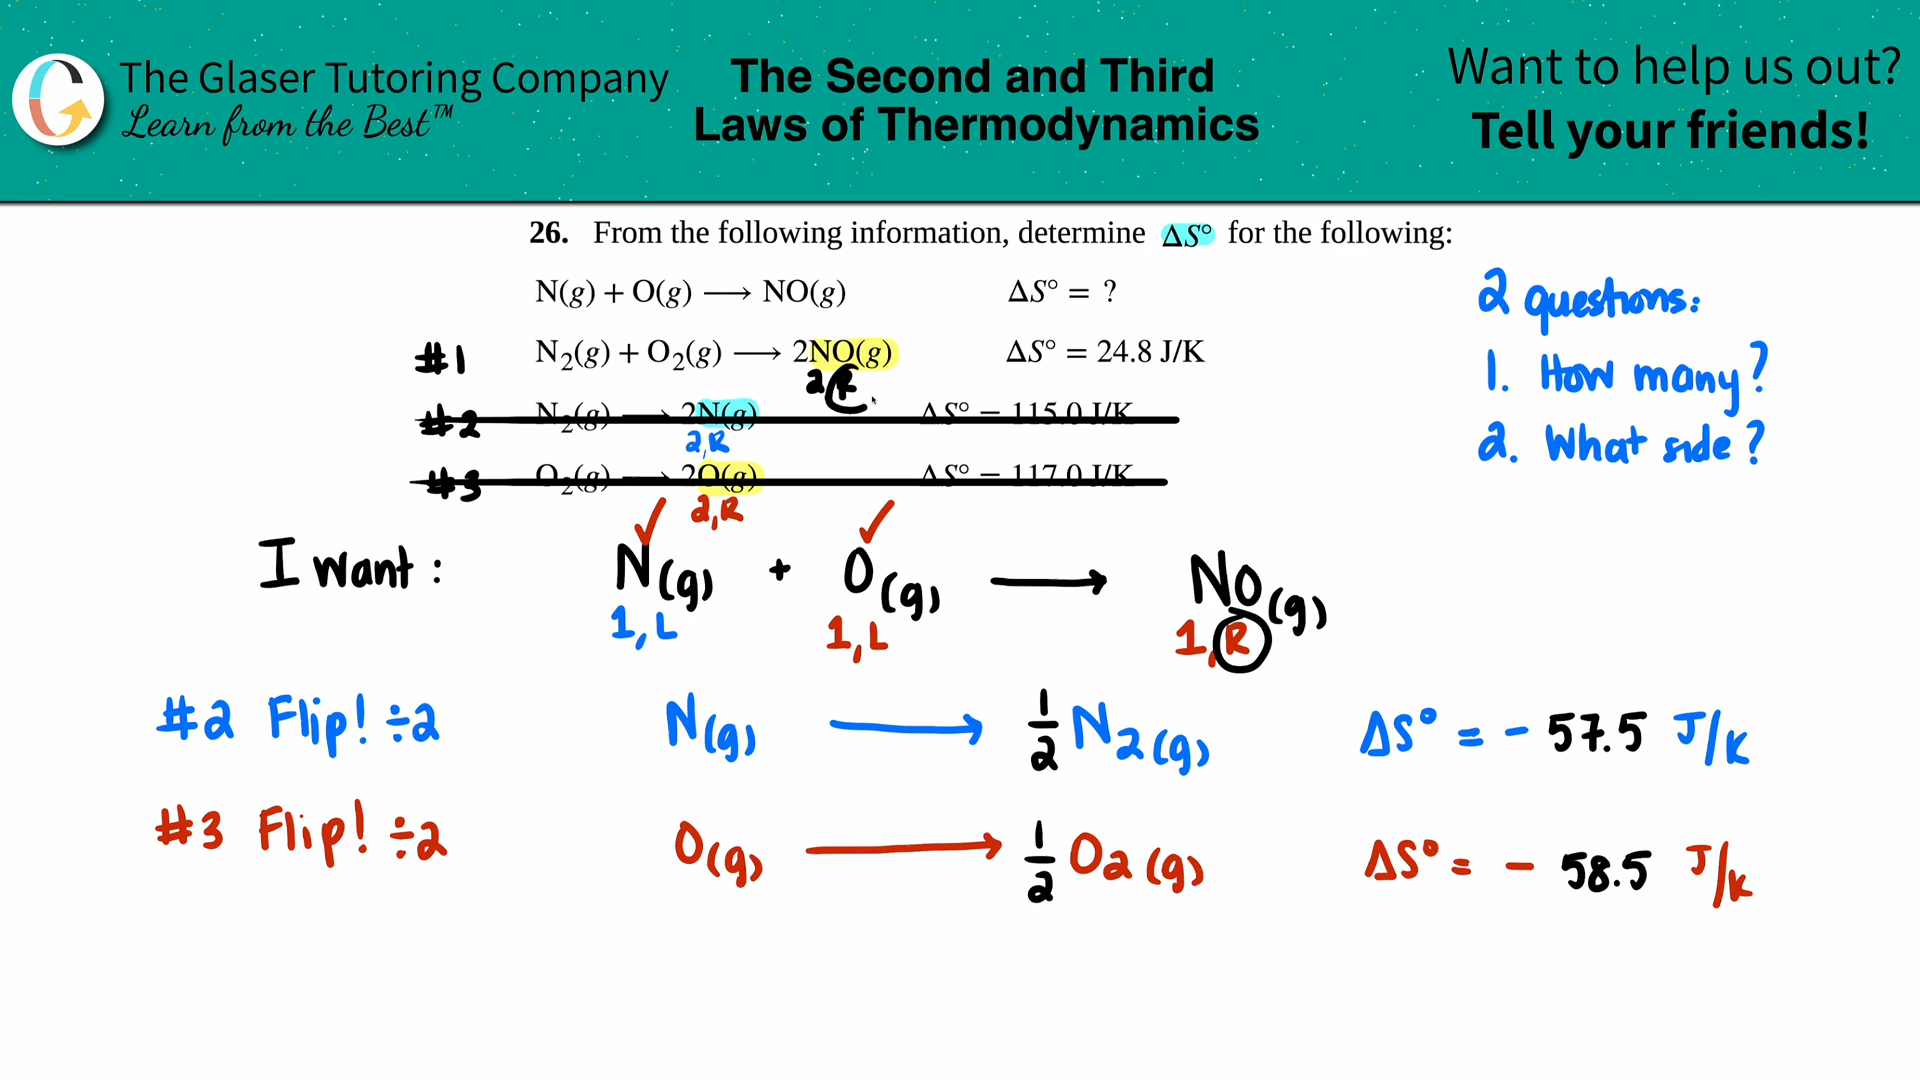 The Glaser Tutoring Company
Learn from the Best™
The Second and Third
Laws of Thermodynamics
Want to help us out?
Tell your friends!
26. From the following information, determine ΔS° for the following:
N(g) + O(g) ⟶ NO(g) ΔS° = ?
#1 N₂(g) + O₂(g) ⟶ 2NO(g) ΔS° = 24.8 J/K
2 R
#2 N₂(g) ⟶ 2N(g) ΔS° = 115.0 J/K
2, R
#3 O₂(g) ⟶ 2O(g) ΔS° = 117.0 J/K
2, R
2 questions:
1. How many?
2. What side?
I want: N(g) + O(g) ⟶ NO(g)
1, L 1, L 1, R
#2 Flip! ÷2 N(g) ⟶ ½ N₂(g) ΔS° = - 57.5 J/K
#3 Flip! ÷2 O(g) ⟶ ½ O₂(g) ΔS° = - 58.5 J/K